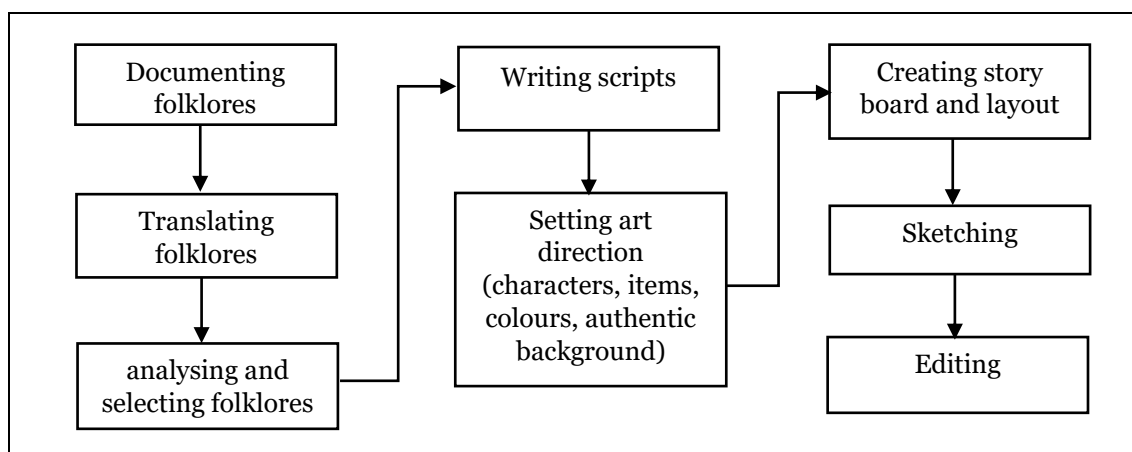 Documenting
folklores
Translating
folklores
analysing and
selecting folklores
Writing scripts
Setting art
direction
(characters, items,
colours, authentic
background)
Creating story
board and layout
Sketching
Editing